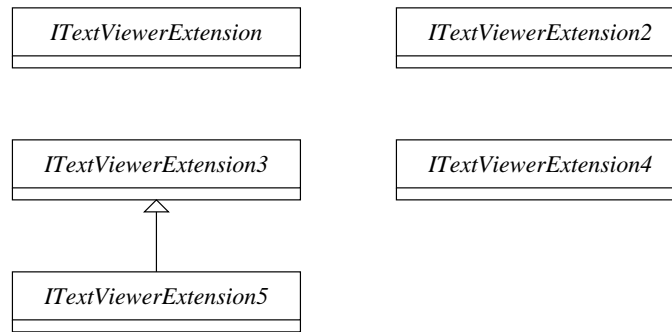 ITextViewerExtension
ITextViewerExtension2
ITextViewerExtension3
ITextViewerExtension4
ITextViewerExtension5